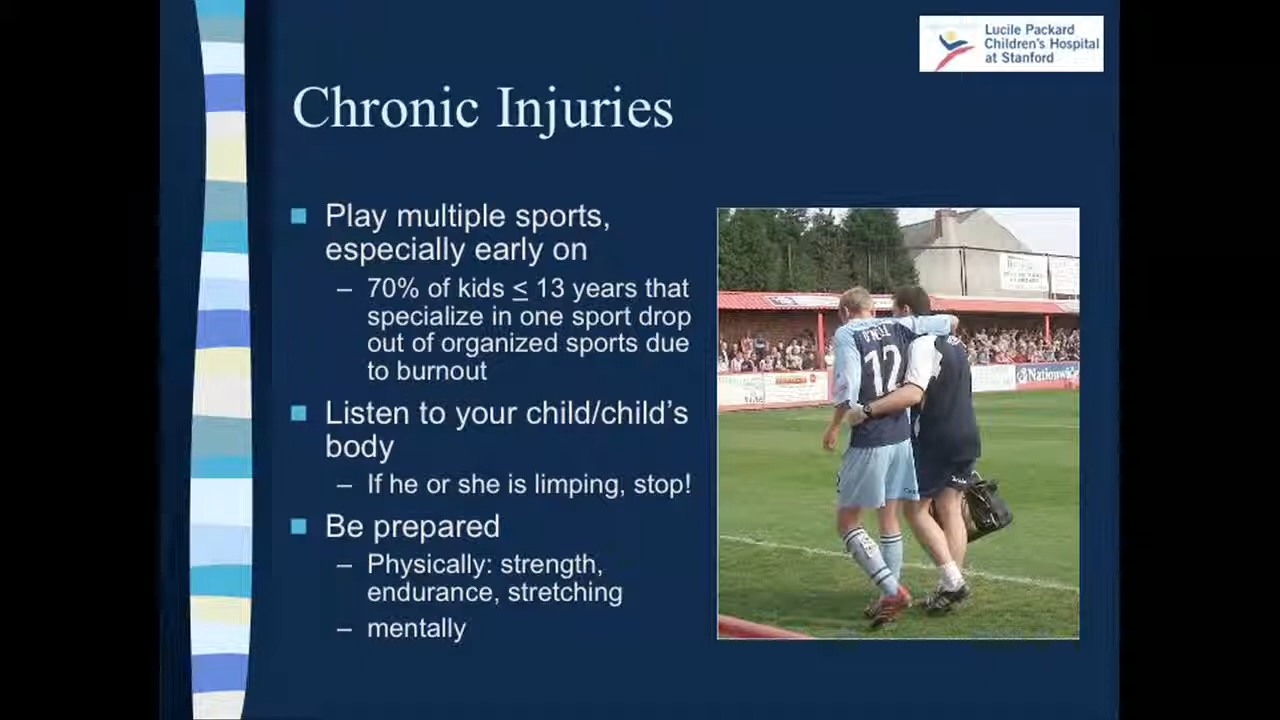 Lucile Packard
Children's Hospital
at Stanford
Chronic Injuries
Play multiple sports,
especially early on
– 70% of kids ≤ 13 years that
specialize in one sport drop
out of organized sports due
to burnout
Listen to your child/child's
body
– If he or she is limping, stop!
Be prepared
– Physically: strength,
endurance, stretching
– mentally
12
Nationwide